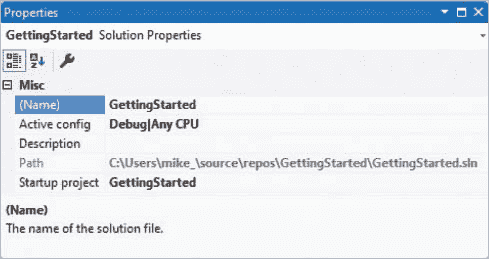 Properties
GettingStarted Solution Properties
Misc
(Name) GettingStarted
Active config Debug|Any CPU
Description
Path C:\Users\mike_\source\repos\GettingStarted\GettingStarted.sln
Startup project GettingStarted
(Name)
The name of the solution file.